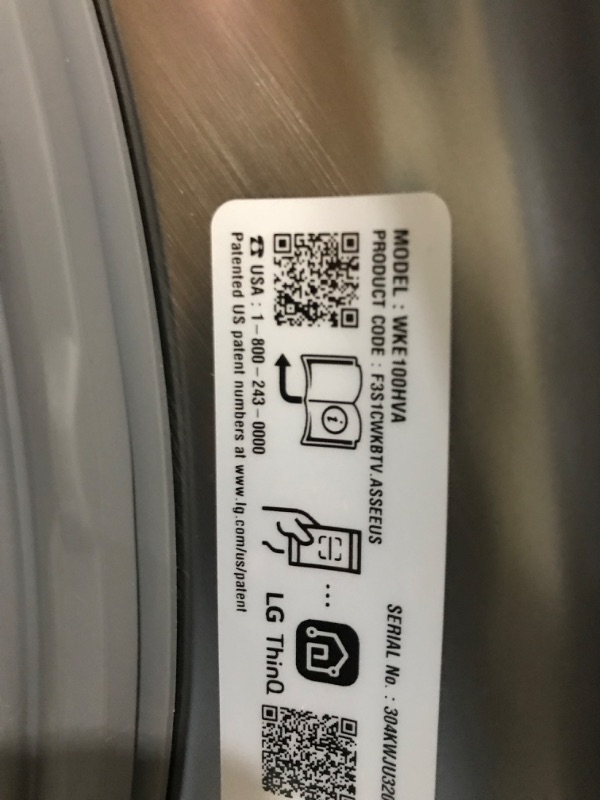 MODEL : WKE100HVA
PRODUCT CODE : F3S1CWKBTV.ASSEEUS
SERIAL No. : 304KWJU320
☎ USA : 1-800-243-0000
Patented US patent numbers at www.lg.com/us/patent
LG ThinQ